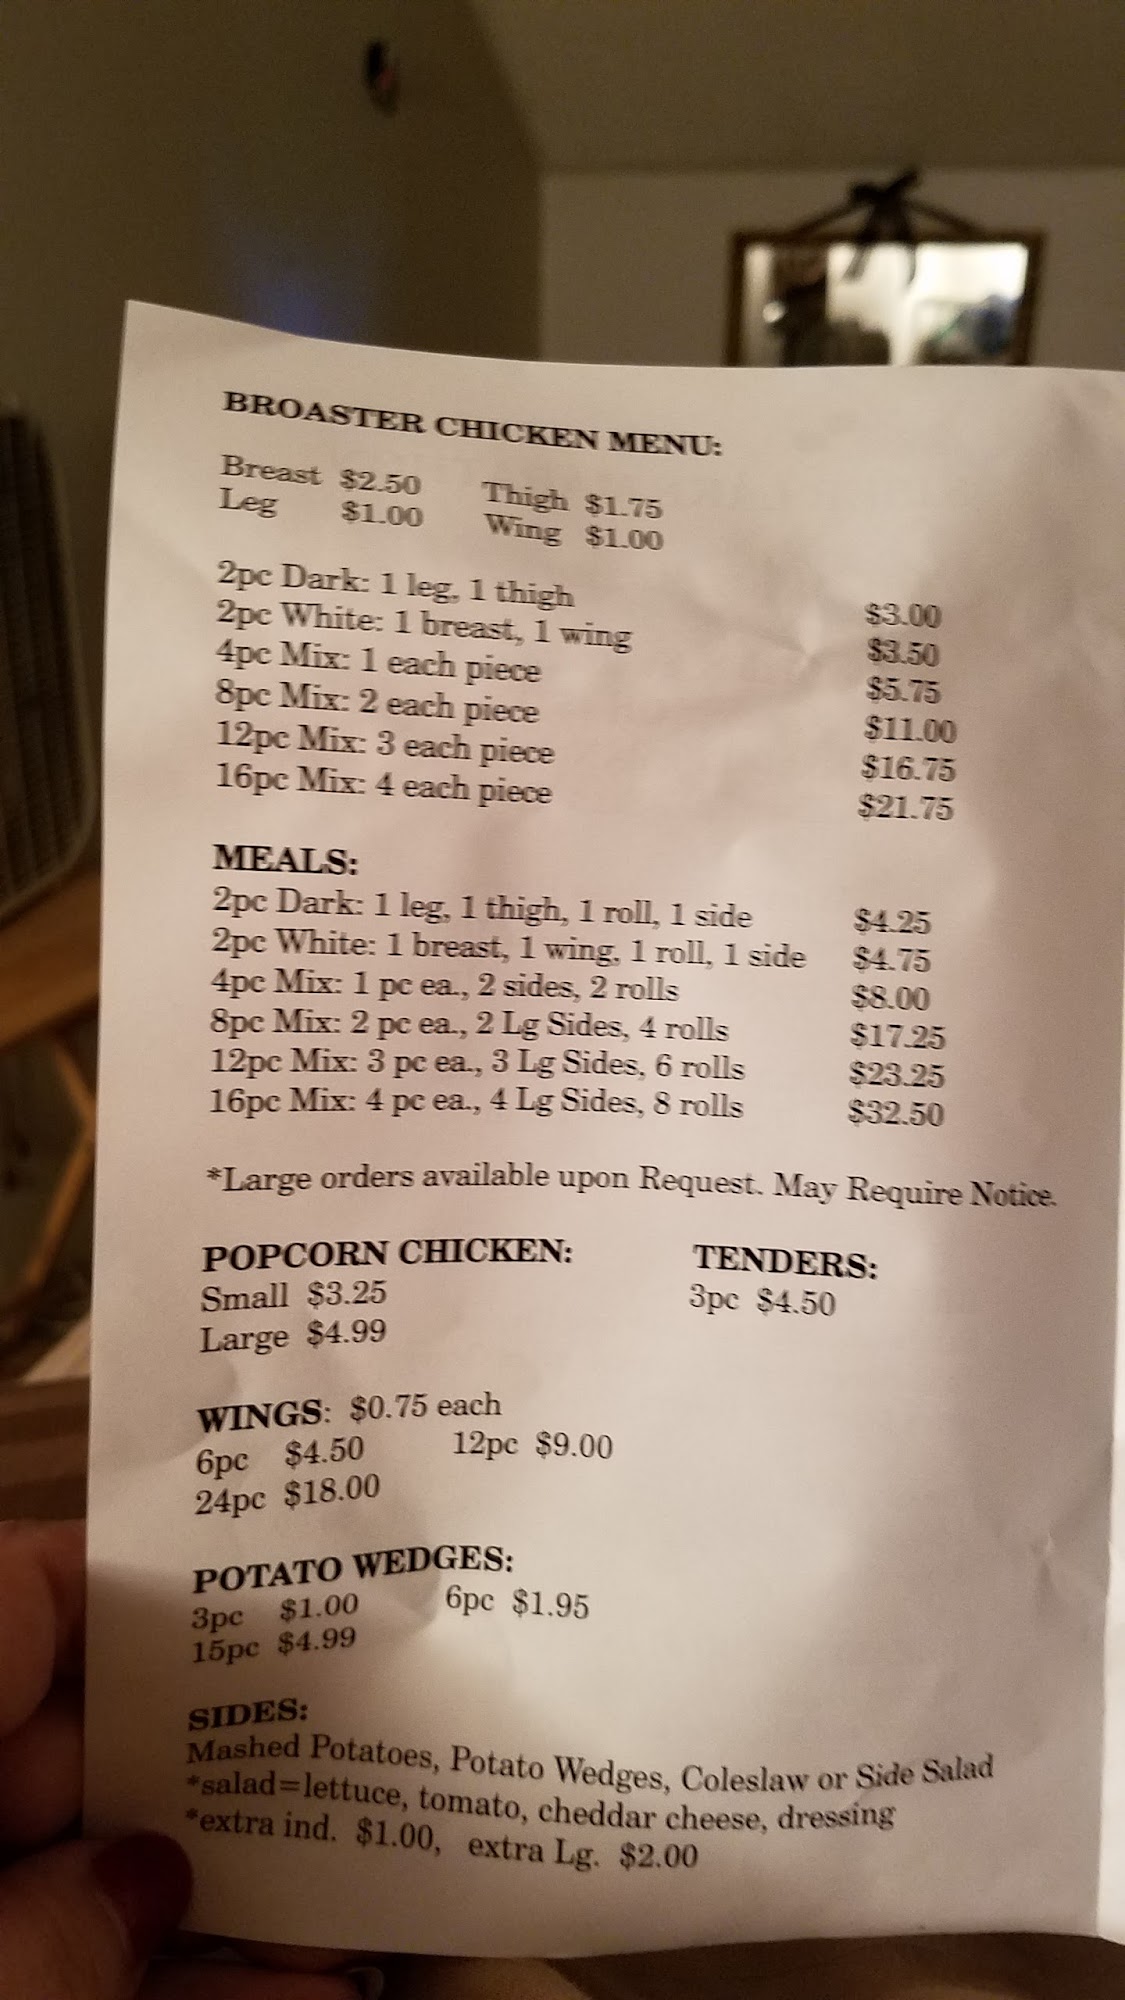 BROASTER CHICKEN MENU:
Breast $2.50 Thigh $1.75
Leg $1.00 Wing $1.00
2pc Dark: 1 leg, 1 thigh $3.00
2pc White: 1 breast, 1 wing $3.50
4pc Mix: 1 each piece $5.75
8pc Mix: 2 each piece $11.00
12pc Mix: 3 each piece $16.75
16pc Mix: 4 each piece $21.75
MEALS:
2pc Dark: 1 leg, 1 thigh, 1 roll, 1 side $4.25
2pc White: 1 breast, 1 wing, 1 roll, 1 side $4.75
4pc Mix: 1 pc ea., 2 sides, 2 rolls $8.00
8pc Mix: 2 pc ea., 2 Lg Sides, 4 rolls $17.25
12pc Mix: 3 pc ea., 3 Lg Sides, 6 rolls $23.25
16pc Mix: 4 pc ea., 4 Lg Sides, 8 rolls $32.50
*Large orders available upon Request. May Require Notice.
POPCORN CHICKEN: TENDERS:
Small $3.25 3pc $4.50
Large $4.99
WINGS: $0.75 each
6pc $4.50 12pc $9.00
24pc $18.00
POTATO WEDGES:
3pc $1.00 6pc $1.95
15pc $4.99
SIDES:
Mashed Potatoes, Potato Wedges, Coleslaw or Side Salad
*salad=lettuce, tomato, cheddar cheese, dressing
*extra ind. $1.00, extra Lg. $2.00